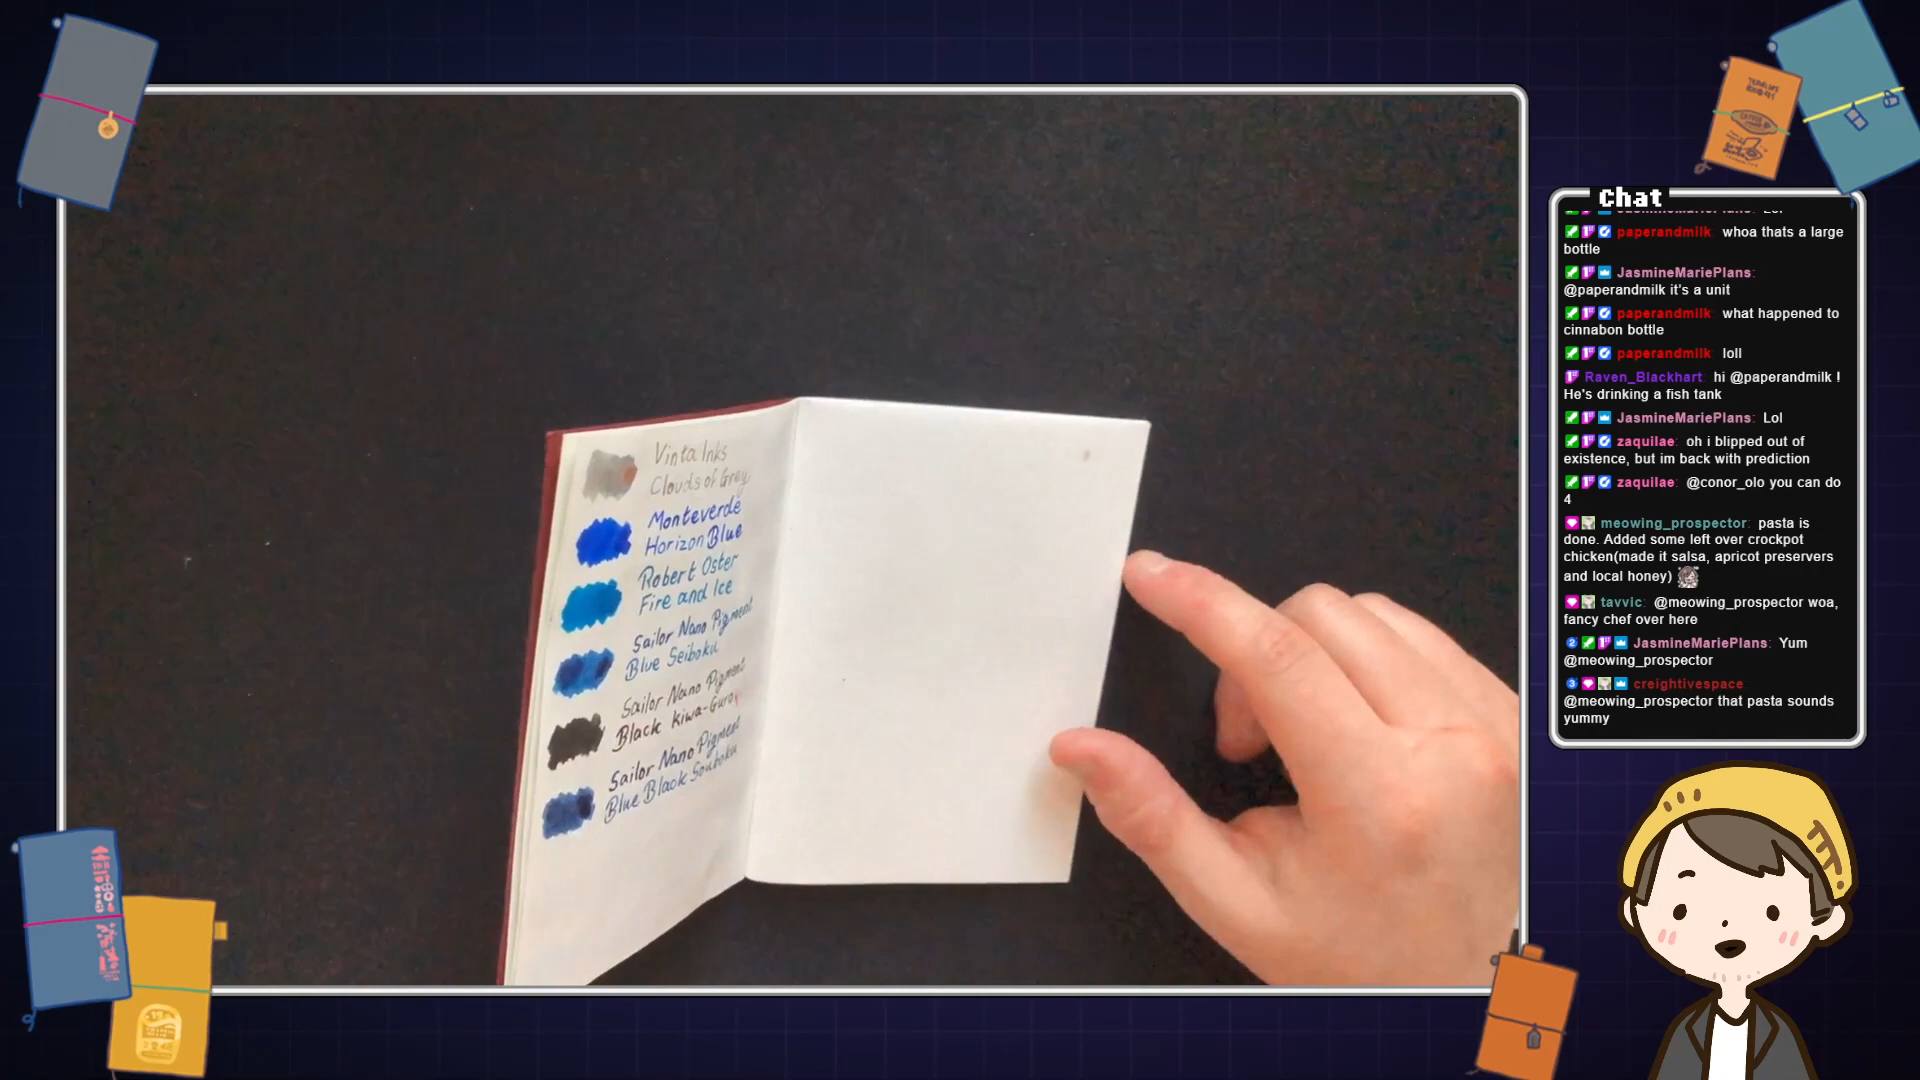 Vinta Inks
Clouds of Grey
Monteverde
Horizon Blue
Robert Oster
Fire and Ice
Sailor Nano Pigment
Blue Seiboku
Sailor Nano Pigment
Black Kiwa-Guro
Sailor Nano Pigment
Blue Black Souboku
chat
paperandmilk: whoa thats a large
bottle
JasmineMariePlans:
@paperandmilk it's a unit
paperandmilk: what happened to
cinnabon bottle
paperandmilk: loll
Raven_Blackhart: hi @paperandmilk !
He's drinking a fish tank
JasmineMariePlans: Lol
zaquilae: oh i blipped out of
existence, but im back with prediction
zaquilae: @conor_olo you can do
4
meowing_prospector: pasta is
done. Added some left over crockpot
chicken(made it salsa, apricot preservers
and local honey)
tavvic: @meowing_prospector woa,
fancy chef over here
JasmineMariePlans: Yum
@meowing_prospector
creightivespace:
@meowing_prospector that pasta sounds
yummy